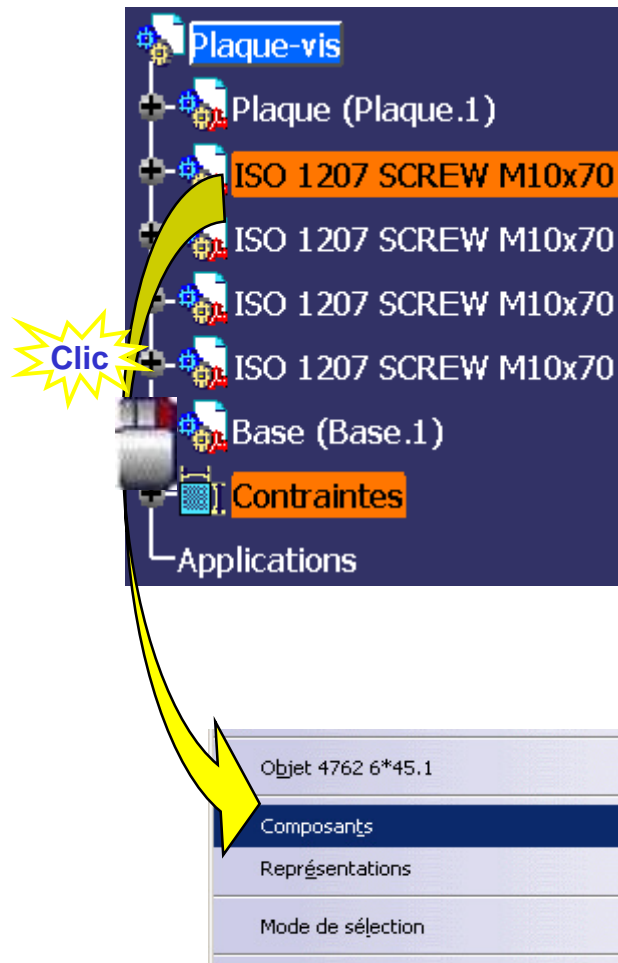 Plaque-vis
Plaque (Plaque.1)
ISO 1207 SCREW M10x70
ISO 1207 SCREW M10x70
ISO 1207 SCREW M10x70
ISO 1207 SCREW M10x70
Clic
Base (Base.1)
Contraintes
Applications
Objet 4762 6*45.1
Composants
Représentations
Mode de sélection